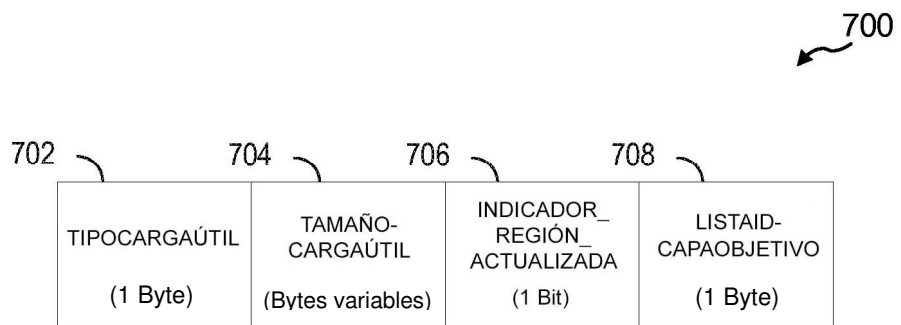 700
702
704
706
708
TIPOCARGAÚTIL
(1 Byte)
TAMAÑO-
CARGAÚTIL
(Bytes variables)
INDICADOR_
REGIÓN_
ACTUALIZADA
(1 Bit)
LISTAID-
CAPAOBJETIVO
(1 Byte)